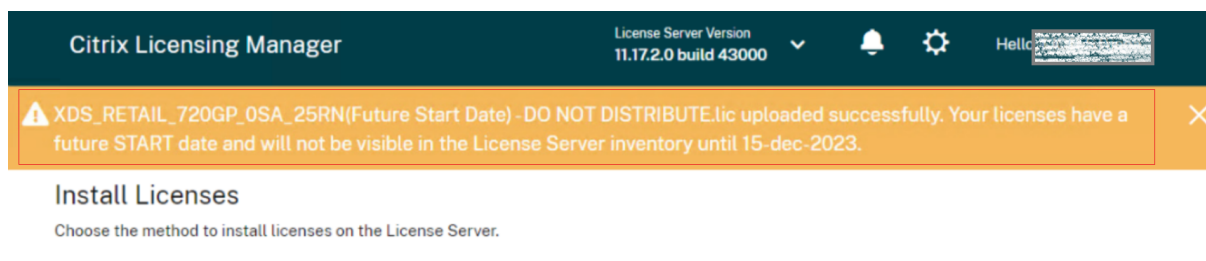 Citrix Licensing Manager
License Server Version
11.17.2.0 build 43000
Hello
XDS_RETAIL_720GP_0SA_25RN(Future Start Date) -DO NOT DISTRIBUTE.lic uploaded successfully. Your licenses have a
future START date and will not be visible in the License Server inventory until 15-dec-2023.
Install Licenses
Choose the method to install licenses on the License Server.